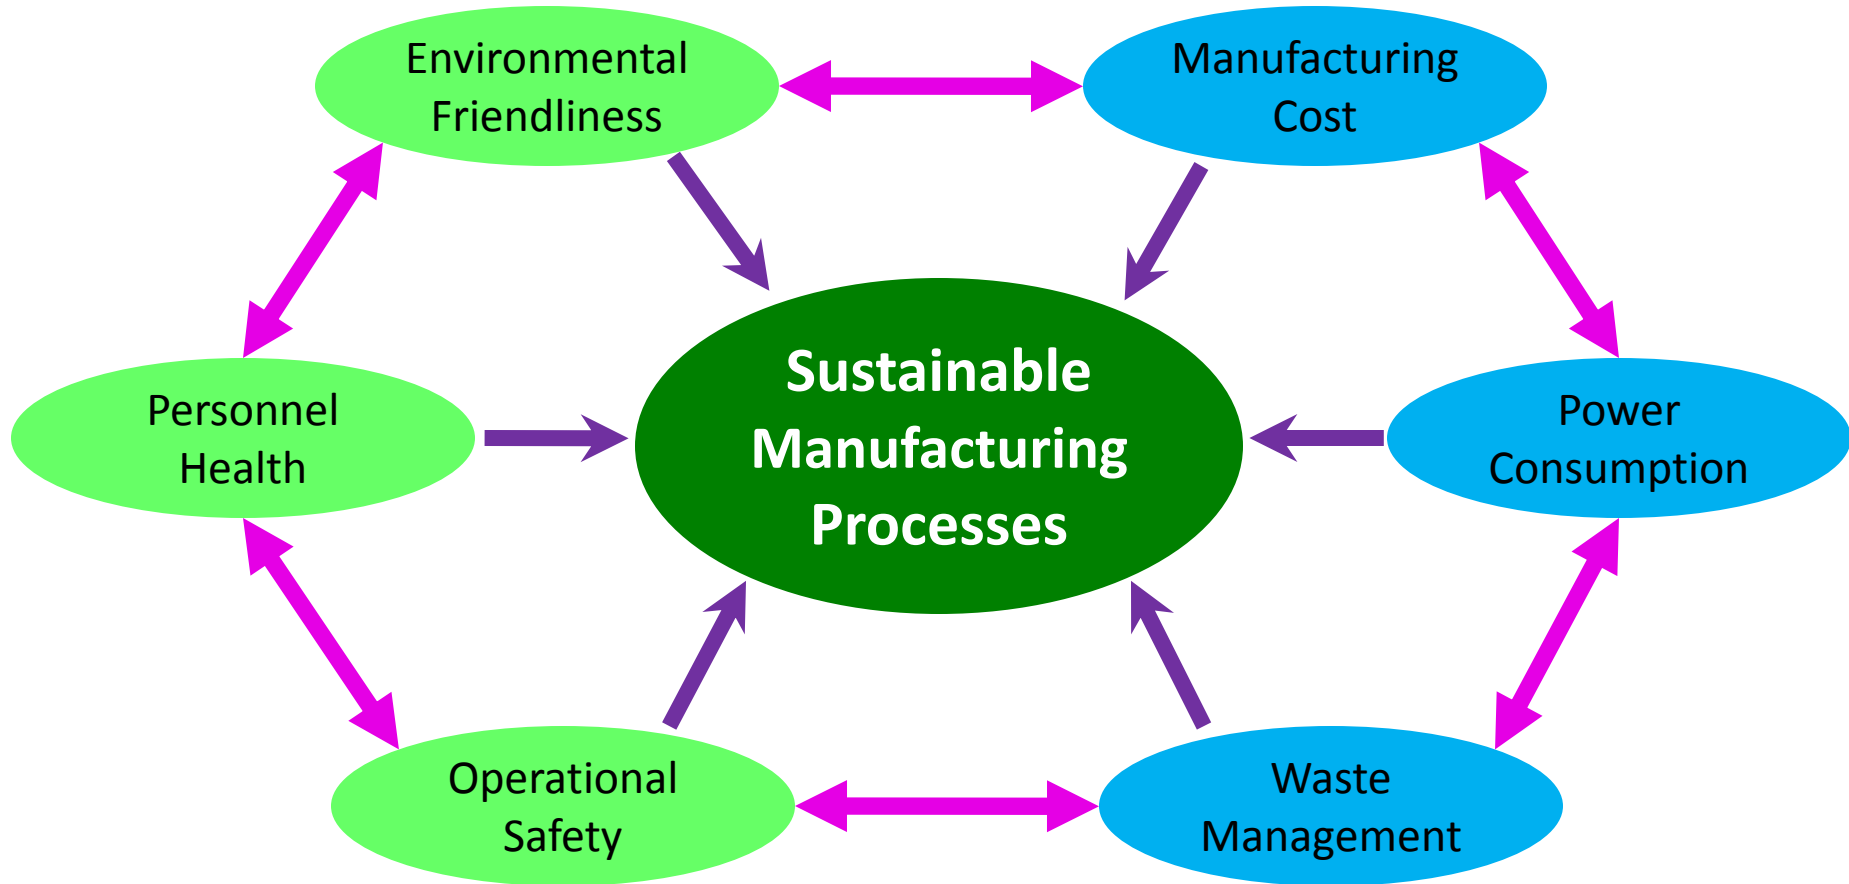 Environmental
Friendliness
Manufacturing
Cost
Personnel
Health
Sustainable
Manufacturing
Processes
Power
Consumption
Operational
Safety
Waste
Management